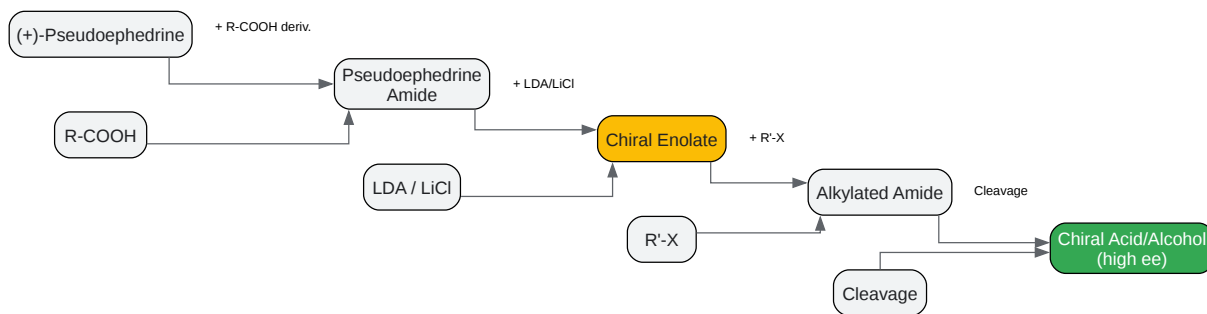 (+)-Pseudoephedrine
+ R-COOH deriv.
Pseudoephedrine
Amide
+ LDA/LiCl
R-COOH
Chiral Enolate
+ R'-X
LDA / LiCl
Alkylated Amide
Cleavage
R'-X
Chiral Acid/Alcohol
(high ee)
Cleavage